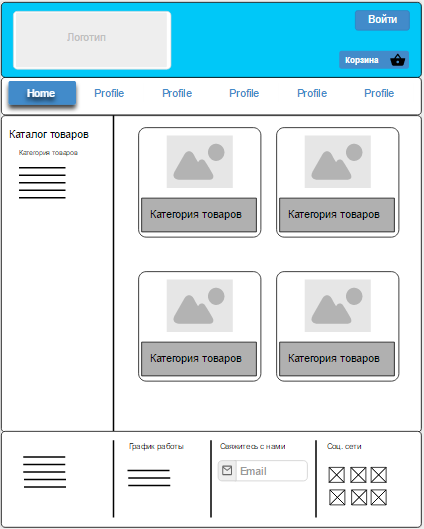 Логотип
Войти
Корзина
Home Profile Profile Profile Profile Profile
Каталог товаров
Категория товаров
Категория товаров
Категория товаров
Категория товаров
Категория товаров
График работы
Свяжитесь с нами
Соц. сети
Email